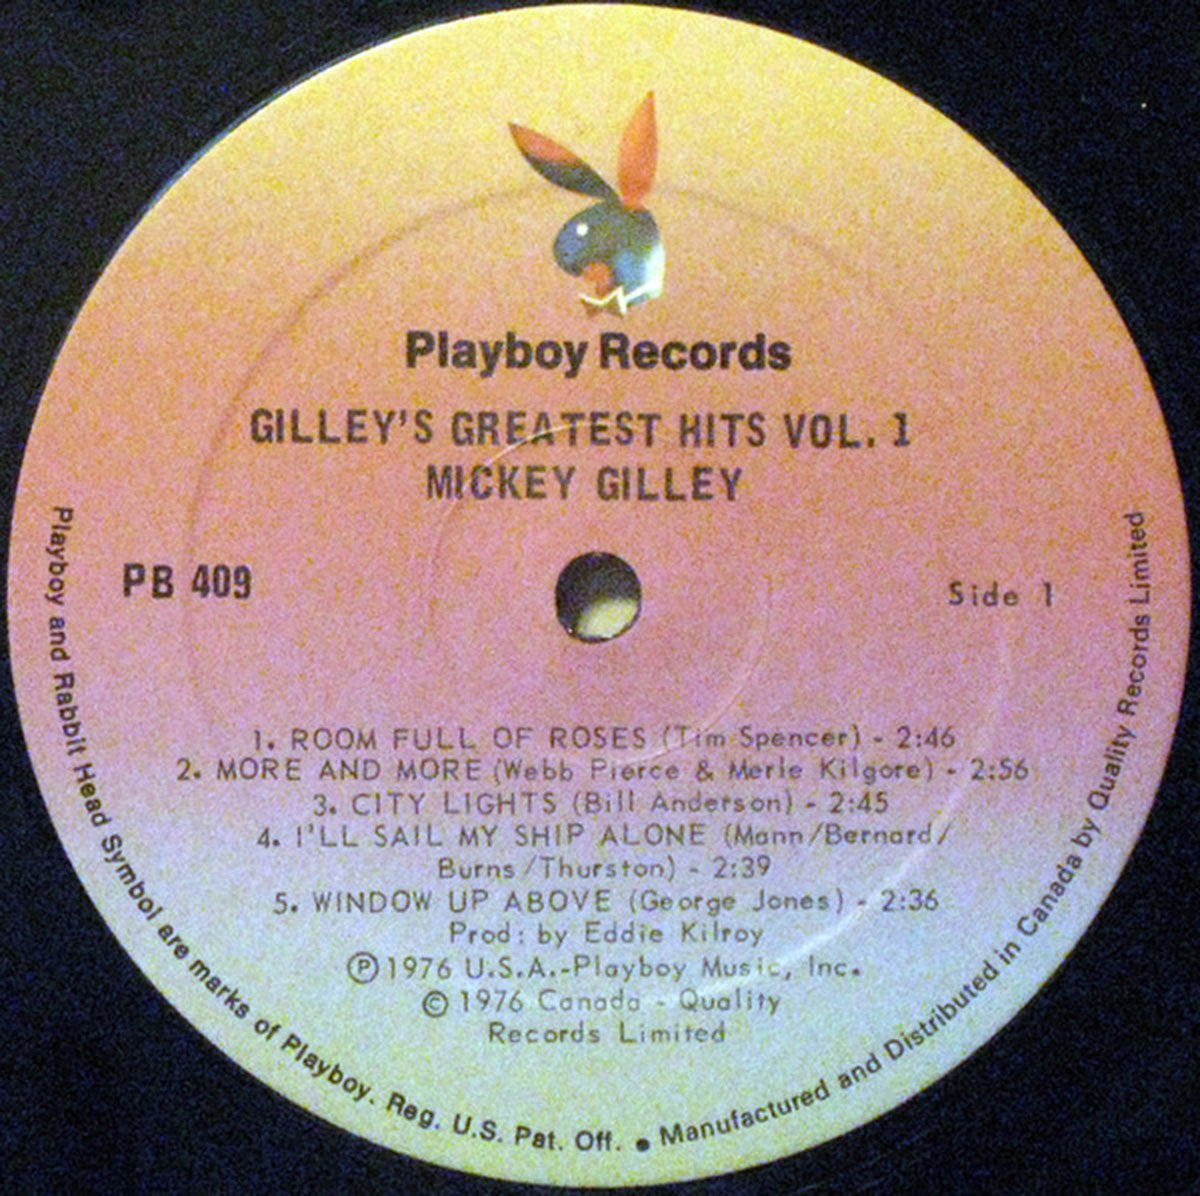 Playboy Records
GILLEY'S GREATEST HITS VOL. 1
MICKEY GILLEY
PB 409
Side 1
1. ROOM FULL OF ROSES (Tim Spencer) - 2:46
2. MORE AND MORE (Webb Pierce & Merle Kilgore) - 2:56
3. CITY LIGHTS (Bill Anderson) - 2:45
4. I'LL SAIL MY SHIP ALONE (Mann/Bernard/
Burns/Thurston) - 2:39
5. WINDOW UP ABOVE (George Jones) - 2:36
Prod: by Eddie Kilroy
Ⓟ1976 U.S.A.-Playboy Music, Inc.
© 1976 Canada - Quality
Records Limited
Playboy and Rabbit Head Symbol are marks of Playboy. Reg. U.S. Pat. Off. ● Manufactured and Distributed in Canada by Quality Records Limited